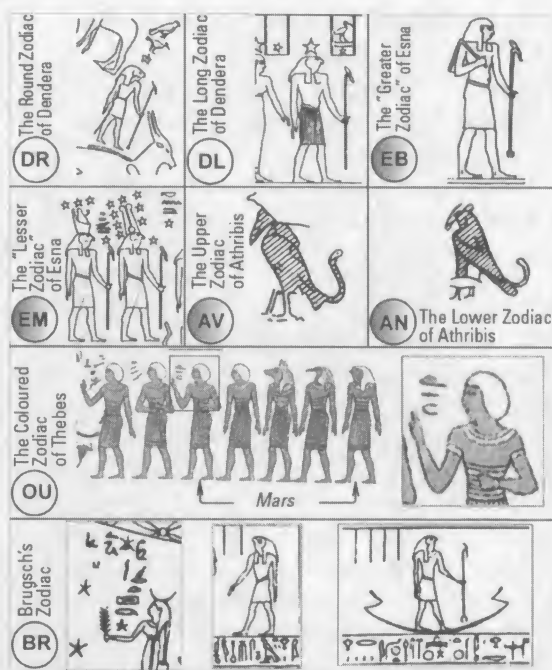 The Round Zodiac
of Dendera
DR
The Long Zodiac
of Dendera
DL
The "Greater
Zodiac" of Esna
EB
The "Lesser
Zodiac"
of Esna
EM
The Upper
Zodiac
of Athribis
AV
AN
The Lower Zodiac
of Athribis
The Coloured
Zodiac
of Thebes
OU
Mars
Brugsch's
Zodiac
BR